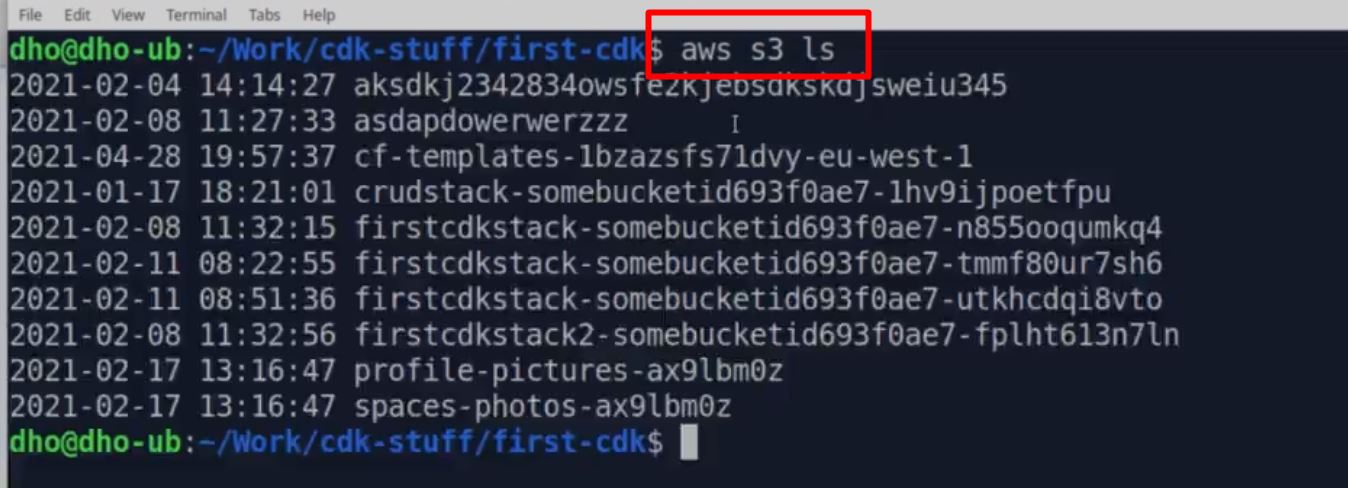 File Edit View Terminal Tabs Help
dho@dho-ub:~/Work/cdk-stuff/first-cdk$ aws s3 ls
2021-02-04 14:14:27 aksdkj2342834owsfe2kjebsdkskdjsweiu345
2021-02-08 11:27:33 asdapdowerwerzzz
2021-04-28 19:57:37 cf-templates-1bzazsfs71dvy-eu-west-1
2021-01-17 18:21:01 crudstack-somebucketid693f0ae7-1hv9ijpoetfpu
2021-02-08 11:32:15 firstcdkstack-somebucketid693f0ae7-n855ooqumkq4
2021-02-11 08:22:55 firstcdkstack-somebucketid693f0ae7-tmmf80ur7sh6
2021-02-11 08:51:36 firstcdkstack-somebucketid693f0ae7-utkhcdqi8vto
2021-02-08 11:32:56 firstcdkstack2-somebucketid693f0ae7-fplht613n7ln
2021-02-17 13:16:47 profile-pictures-ax9lbm0z
2021-02-17 13:16:47 spaces-photos-ax9lbm0z
dho@dho-ub:~/Work/cdk-stuff/first-cdk$